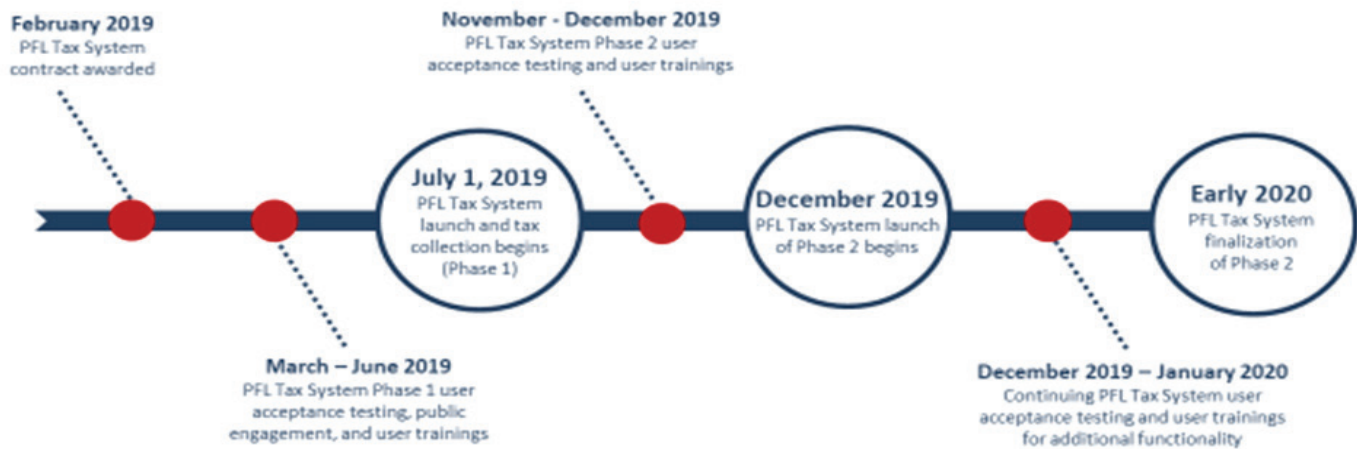 February 2019
PFL Tax System
contract awarded
March – June 2019
PFL Tax System Phase 1 user
acceptance testing, public
engagement, and user trainings
July 1, 2019
PFL Tax System
launch and tax
collection begins
(Phase 1)
November - December 2019
PFL Tax System Phase 2 user
acceptance testing and user trainings
December 2019
PFL Tax System launch
of Phase 2 begins
December 2019 – January 2020
Continuing PFL Tax System user
acceptance testing and user trainings
for additional functionality
Early 2020
PFL Tax System
finalization
of Phase 2